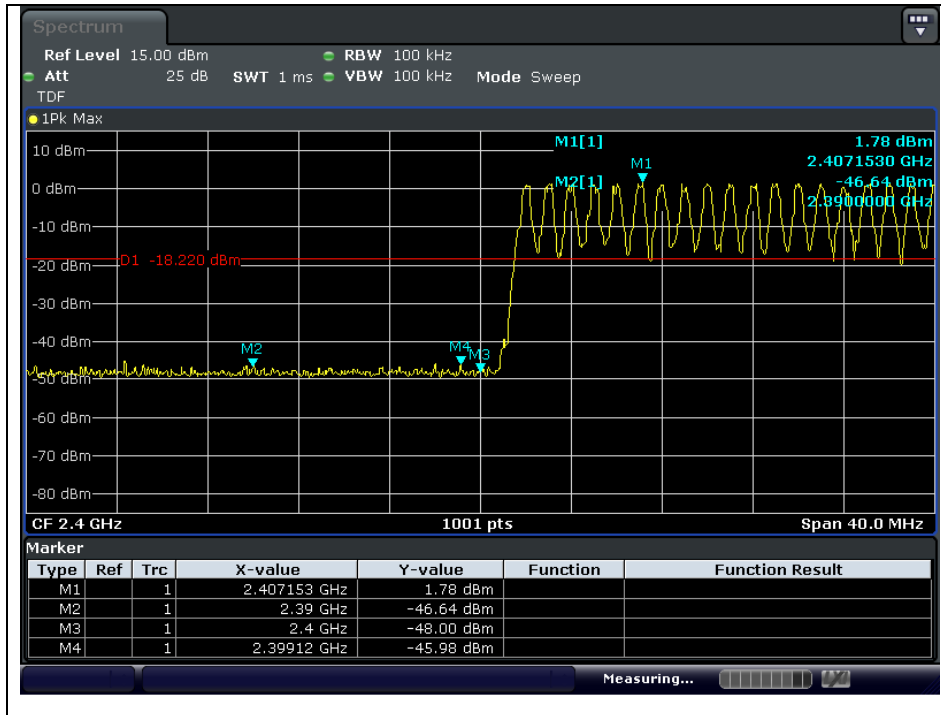 Spectrum
Ref Level 15.00 dBm RBW 100 kHz
Att 25 dB SWT 1 ms VBW 100 kHz Mode Sweep
TDF
1Pk Max
M1[1] 1.78 dBm
2.4071530 GHz
M2[1] -46.64 dBm
2.3900000 GHz
M1
10 dBm
0 dBm
-10 dBm
D1 -18.220 dBm
-20 dBm
-30 dBm
-40 dBm
M2 M4 M3
-50 dBm
-60 dBm
-70 dBm
-80 dBm
CF 2.4 GHz 1001 pts Span 40.0 MHz
Marker
Type Ref Trc X-value Y-value Function Function Result
M1 1 2.407153 GHz 1.78 dBm
M2 1 2.39 GHz -46.64 dBm
M3 1 2.4 GHz -48.00 dBm
M4 1 2.39912 GHz -45.98 dBm
Measuring...